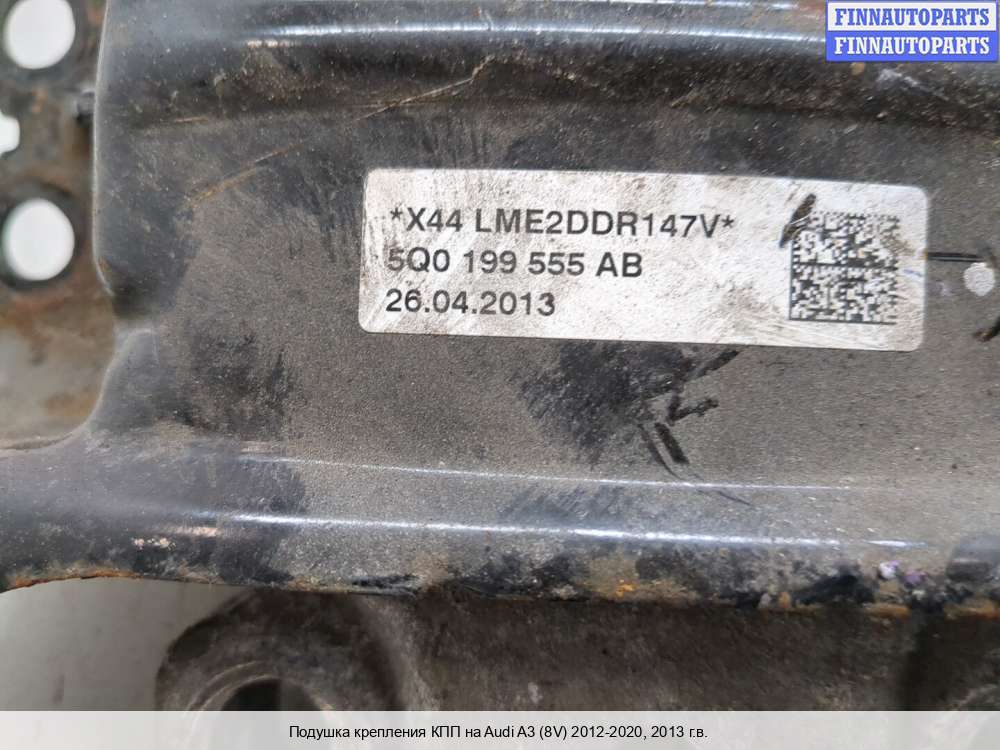 FINNAUTOPARTS
FINNAUTOPARTS
*X44 LME2DDR147V*
5Q0 199 555 AB
26.04.2013
Подушка крепления КПП на Audi A3 (8V) 2012-2020, 2013 г.в.